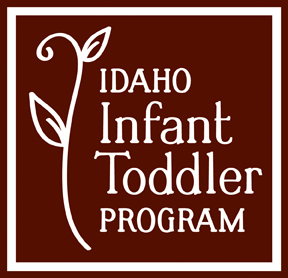 IDAHO
Infant
Toddler
PROGRAM